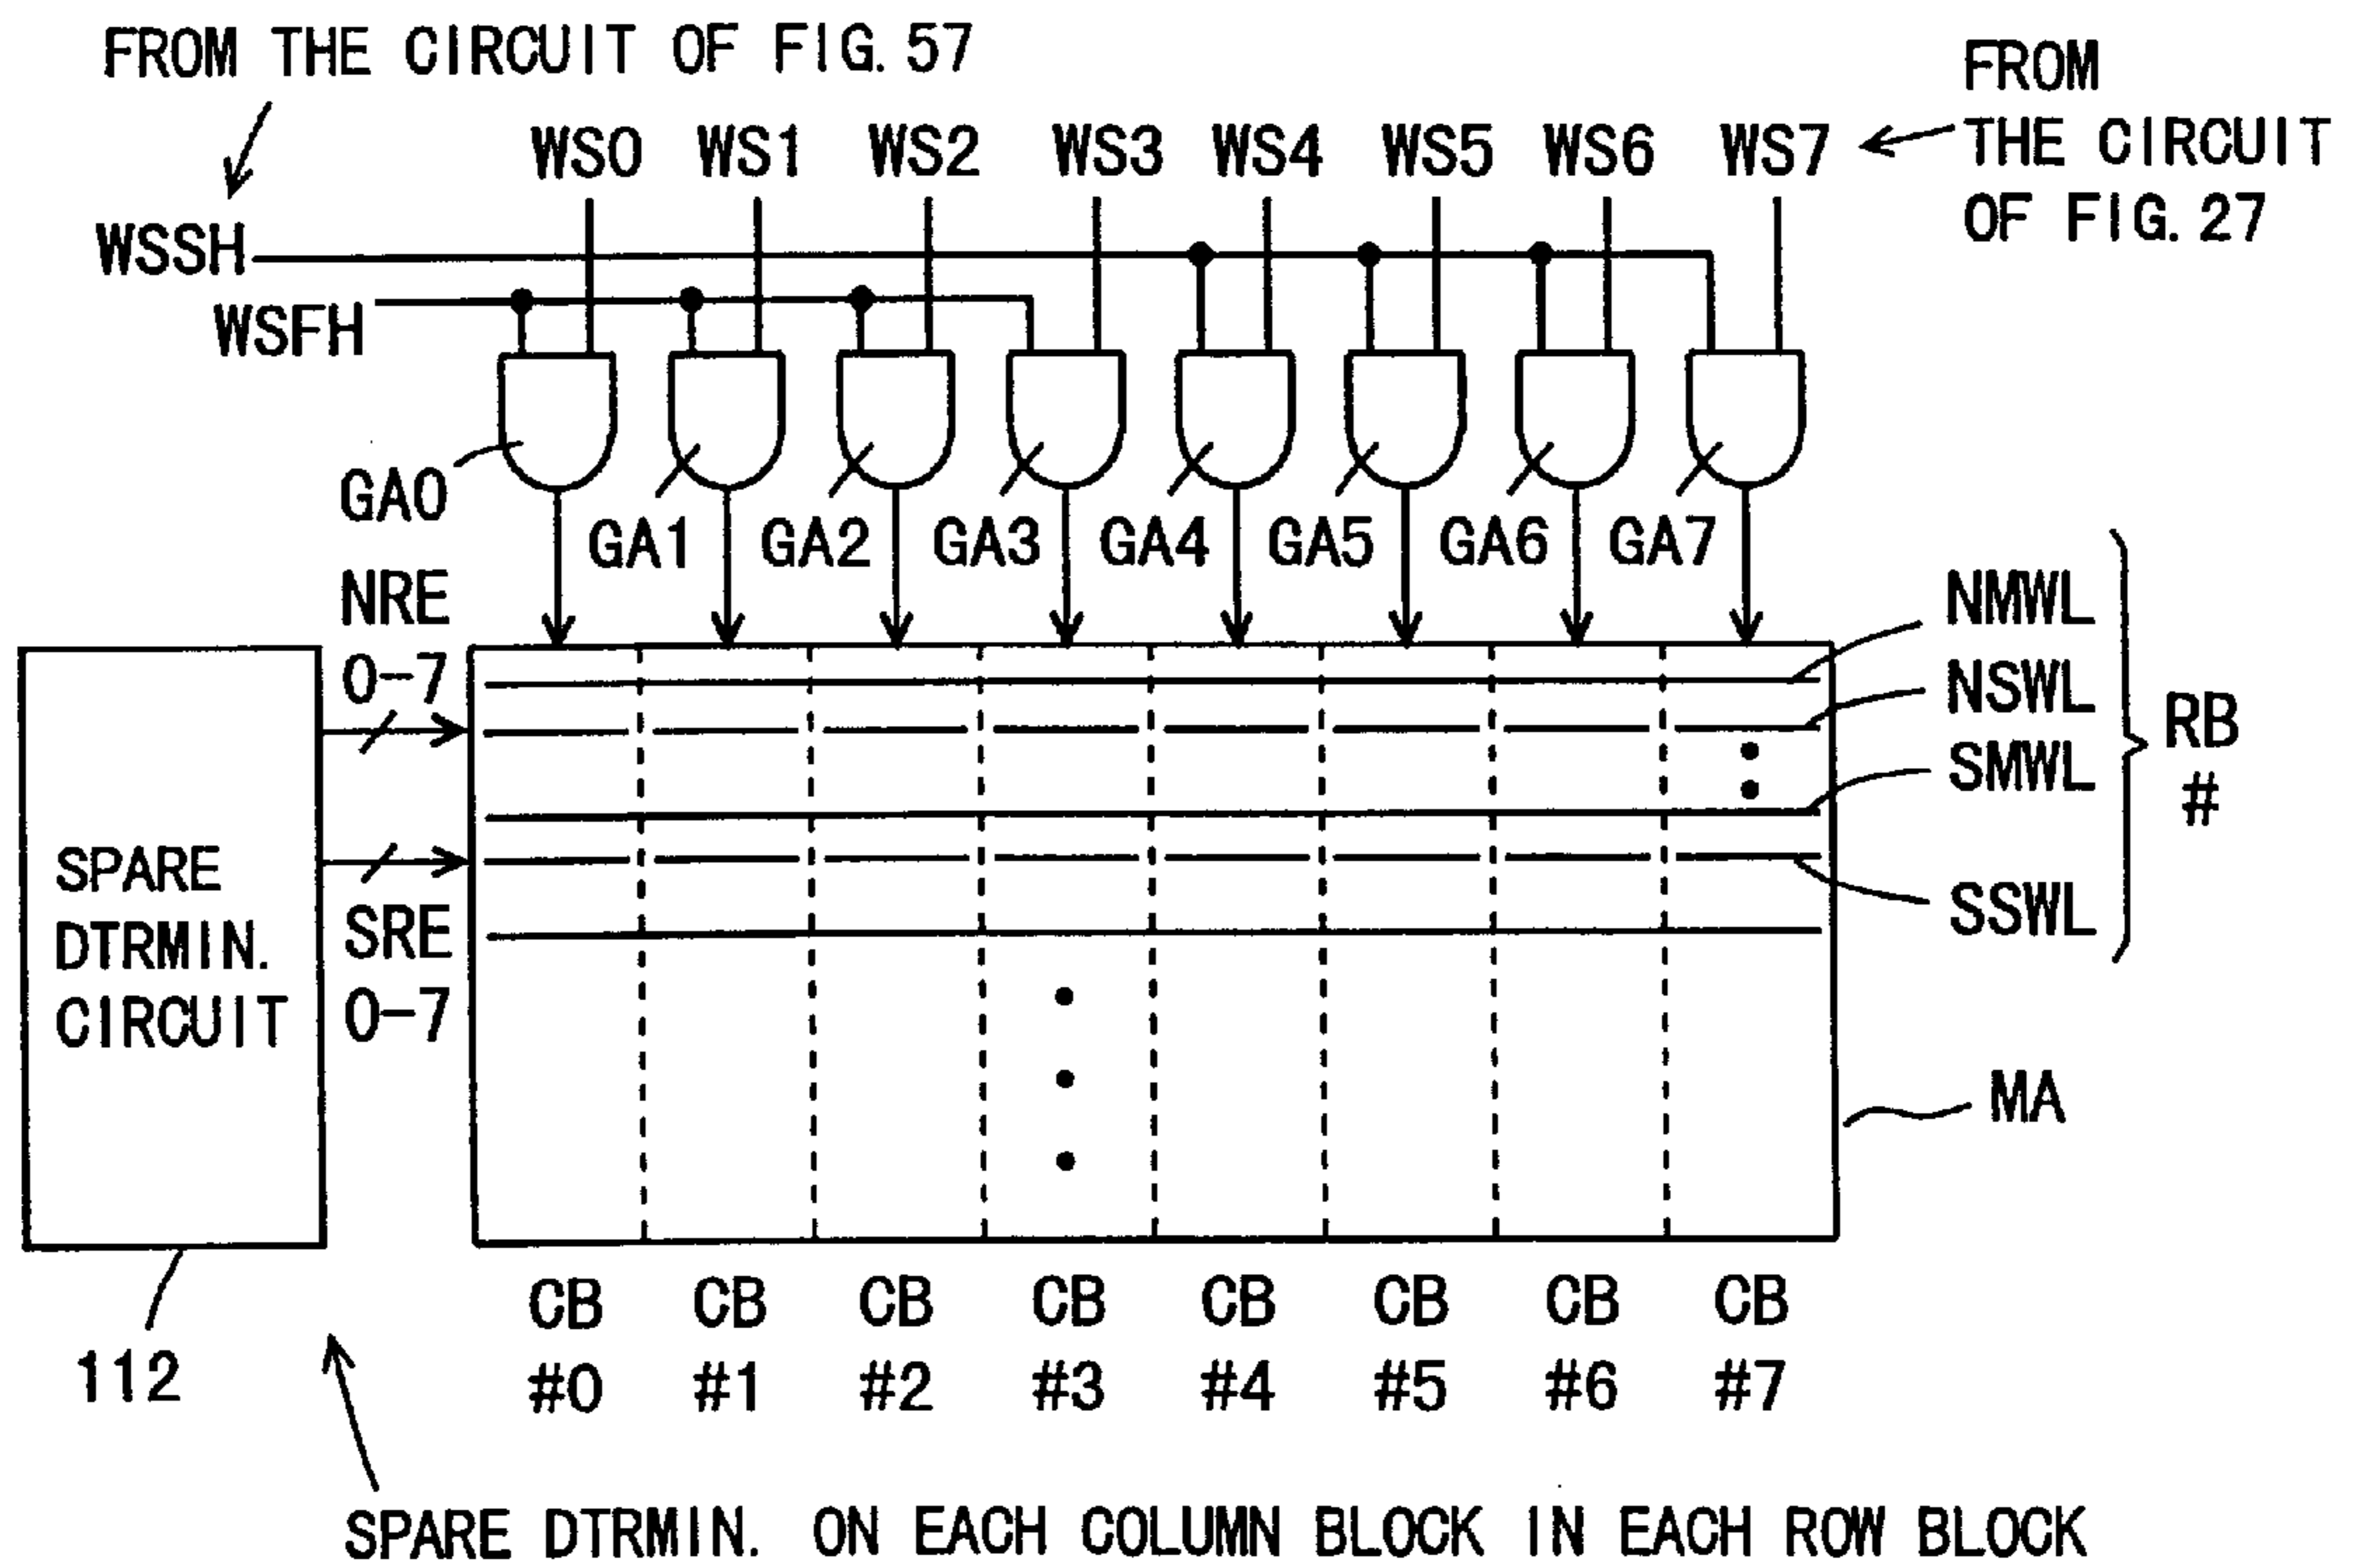 FROM THE CIRCUIT OF FIG. 57
FROM
THE CIRCUIT
OF FIG. 27
WS0 WS1 WS2 WS3 WS4 WS5 WS6 WS7
WSSH
WSFH
GA0
GA1 GA2 GA3 GA4 GA5 GA6 GA7
NRE
0-7
NMWL
NSWL
SMWL
SSWL
RB
#
SPARE
DTRMIN.
CIRCUIT
SRE
0-7
MA
CB CB CB CB CB CB CB CB
#0 #1 #2 #3 #4 #5 #6 #7
112
SPARE DTRMIN. ON EACH COLUMN BLOCK IN EACH ROW BLOCK